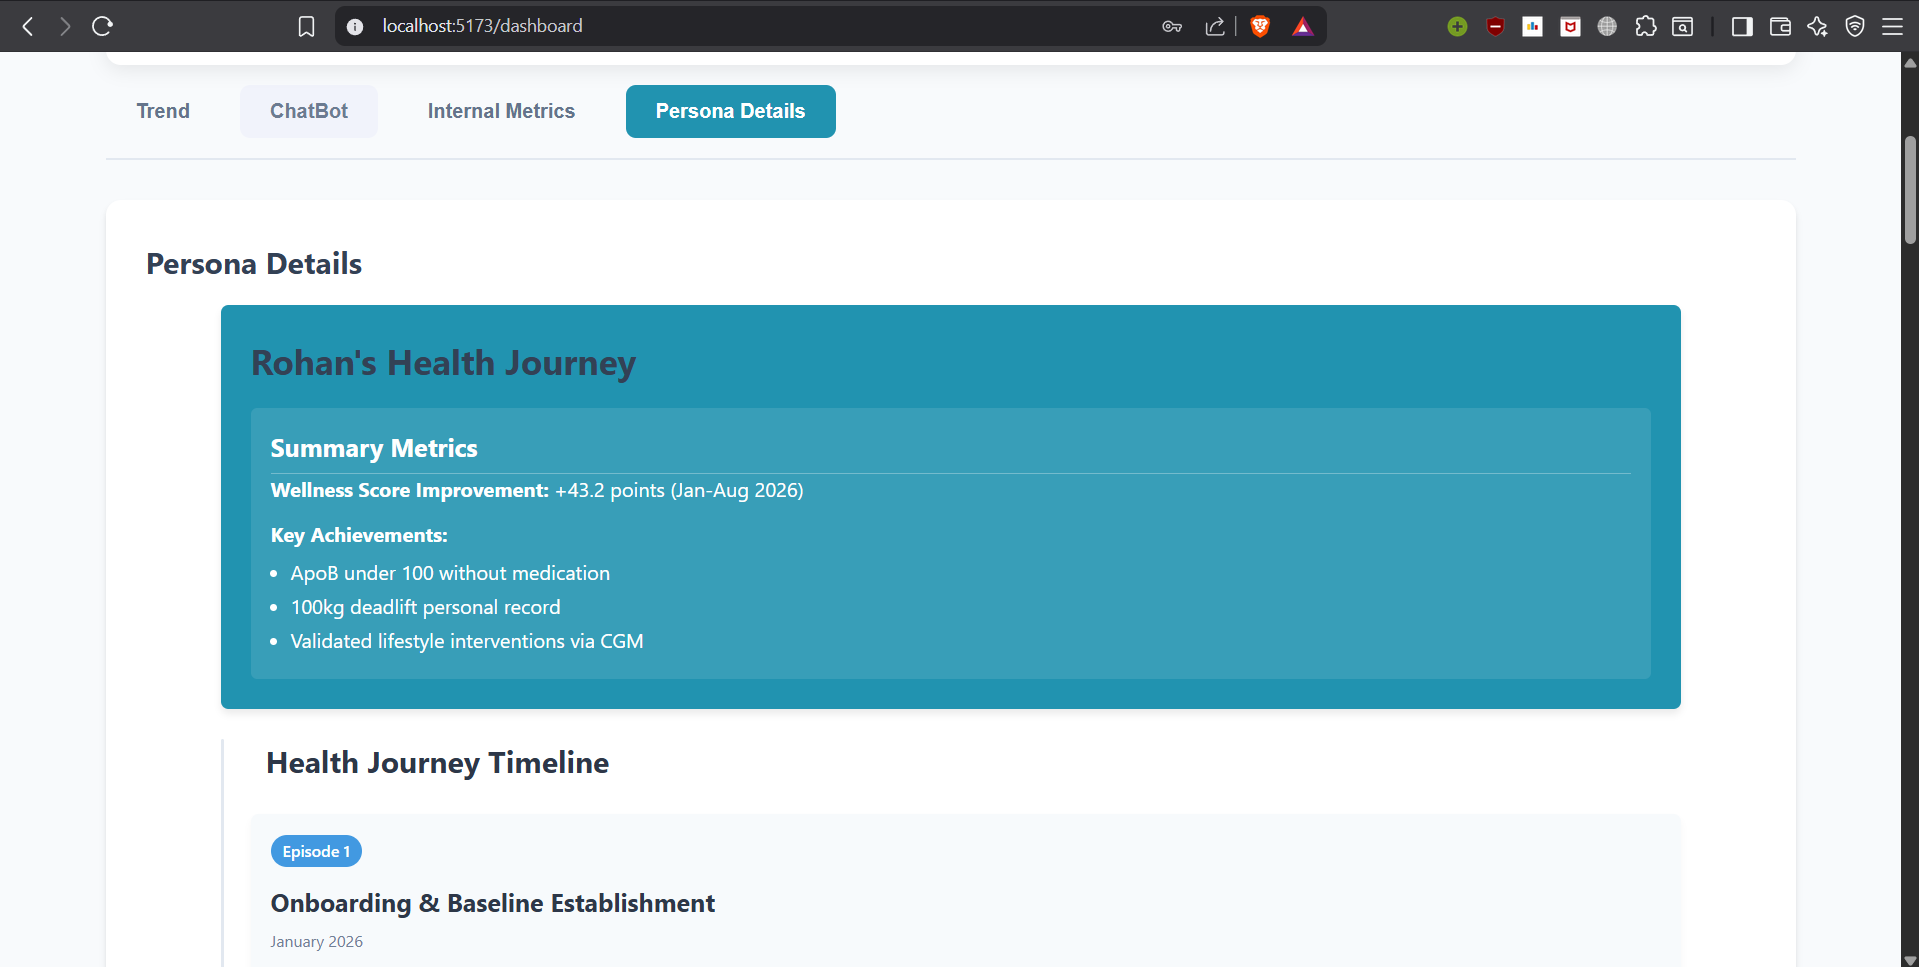 localhost:5173/dashboard
Trend
ChatBot
Internal Metrics
Persona Details
Persona Details
Rohan's Health Journey
Summary Metrics
Wellness Score Improvement: +43.2 points (Jan-Aug 2026)
Key Achievements:
• ApoB under 100 without medication
• 100kg deadlift personal record
• Validated lifestyle interventions via CGM
Health Journey Timeline
Episode 1
Onboarding & Baseline Establishment
January 2026